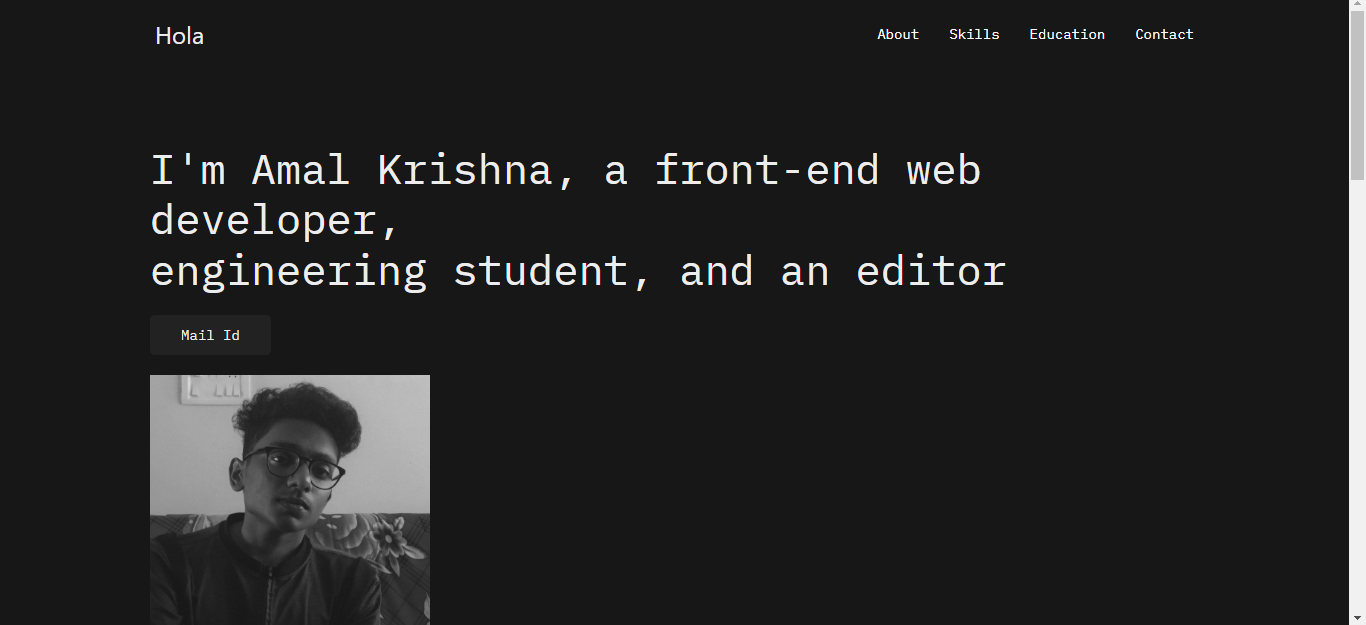 Hola
About Skills Education Contact
I'm Amal Krishna, a front-end web
developer,
engineering student, and an editor
Mail Id